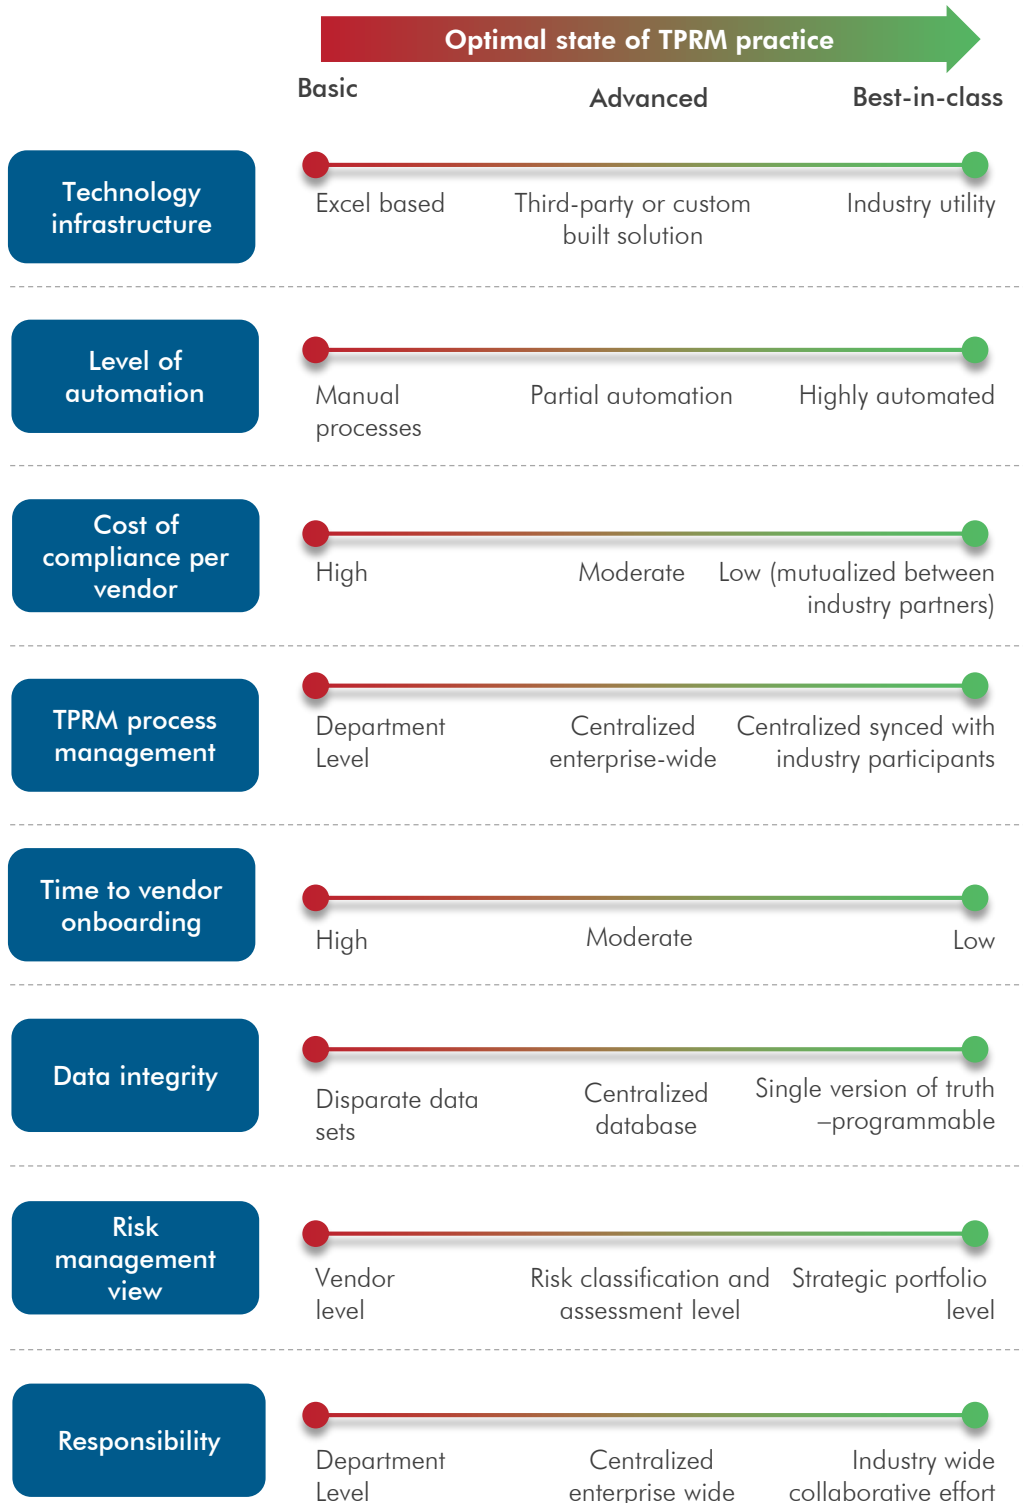 Optimal state of TPRM practice
Basic
Advanced
Best-in-class
Technology
infrastructure
Excel based
Third-party or custom
built solution
Industry utility
Level of
automation
Manual
processes
Partial automation
Highly automated
Cost of
compliance per
vendor
High
Moderate
Low (mutualized between
industry partners)
TPRM process
management
Department
Level
Centralized
enterprise-wide
Centralized synced with
industry participants
Time to vendor
onboarding
High
Moderate
Low
Data integrity
Disparate data
sets
Centralized
database
Single version of truth
–programmable
Risk
management
view
Vendor
level
Risk classification and
assessment level
Strategic portfolio
level
Responsibility
Department
Level
Centralized
enterprise wide
Industry wide
collaborative effort